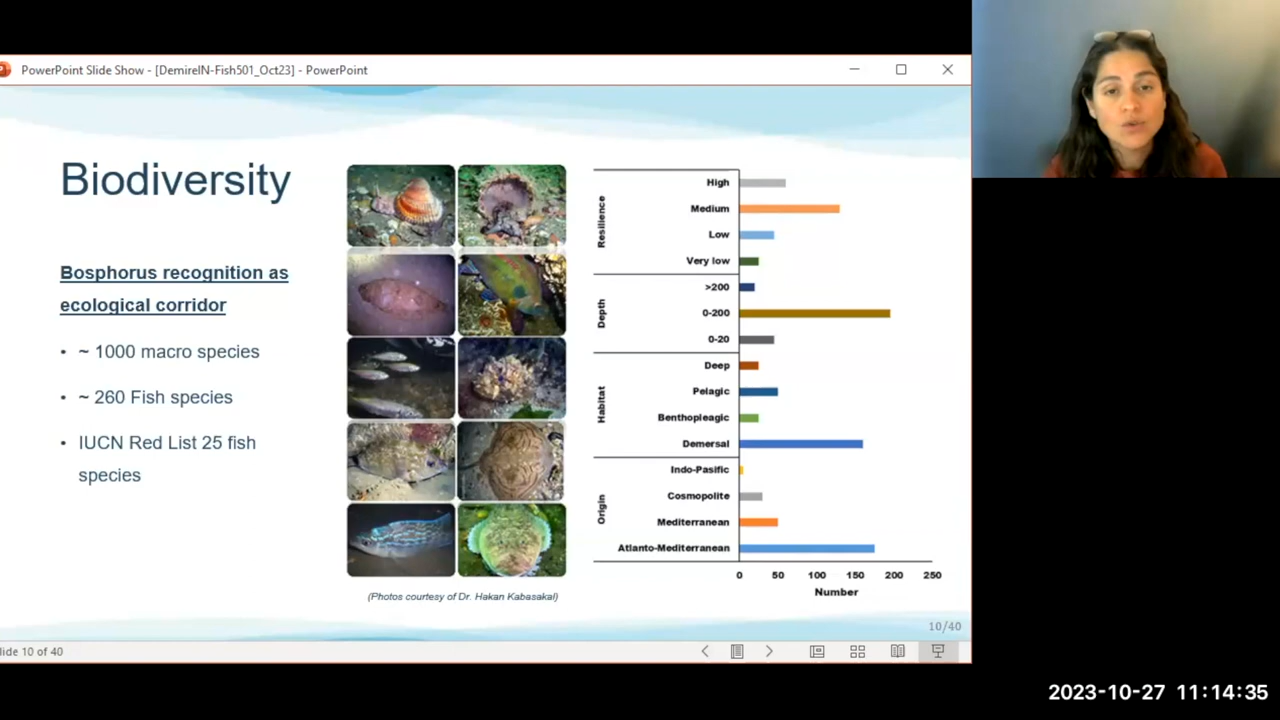 PowerPoint Slide Show - [DemirelN-Fish501_Oct23] - PowerPoint
Biodiversity
Bosphorus recognition as
ecological corridor
• ~ 1000 macro species
• ~ 260 Fish species
• IUCN Red List 25 fish
species
(Photos courtesy of Dr. Hakan Kabasakal)
Resilience
High
Medium
Low
Very low
Depth
>200
0-200
0-20
Habitat
Deep
Pelagic
Benthopleagic
Demersal
Origin
Indo-Pasific
Cosmopolite
Mediterranean
Atlanto-Mediterranean
0 50 100 150 200 250
Number
10/40
lide 10 of 40
2023-10-27 11:14:35